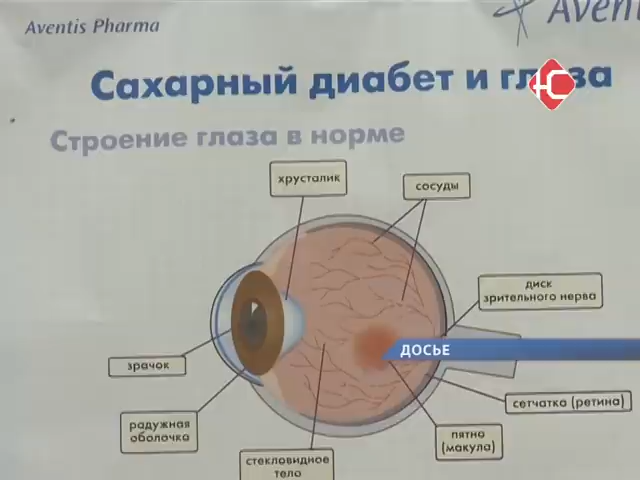 Aventis Pharma
Aven
Сахарный диабет и глаза
Строение глаза в норме
хрусталик
сосуды
диск
зрительного нерва
ДОСЬЕ
зрачок
сетчатка (ретина)
радужная
оболочка
пятно
(макула)
стекловидное
тело